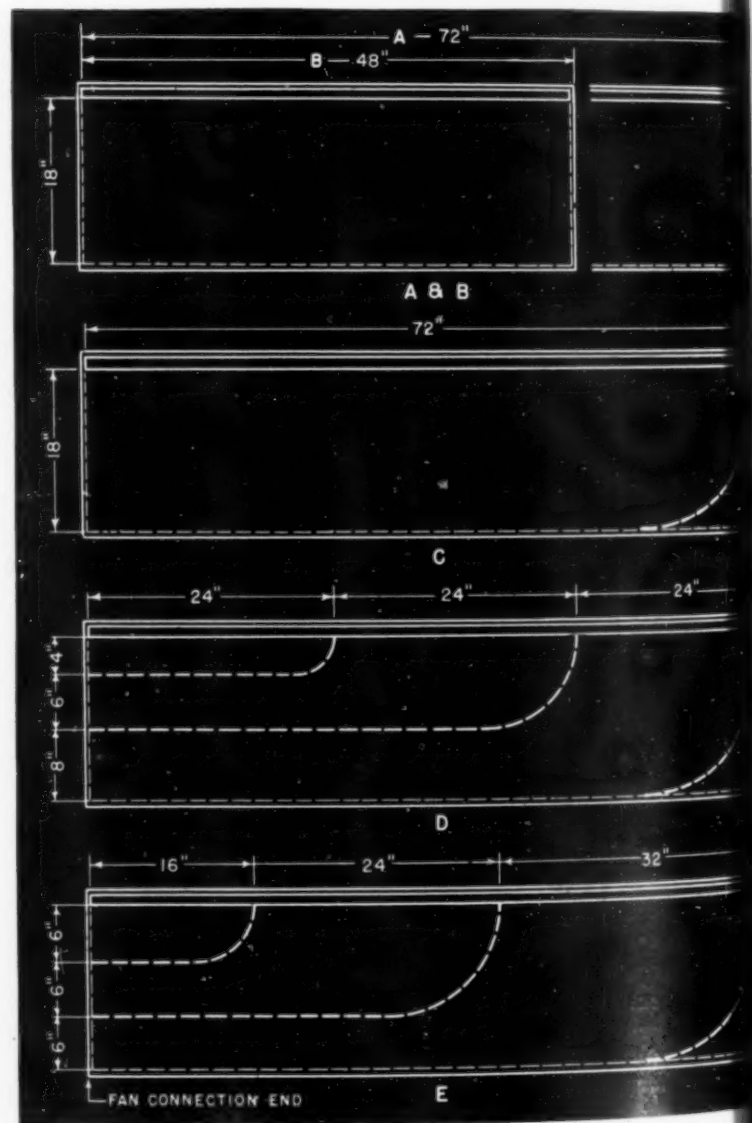 A — 72"
B — 48"
18"
A & B
72"
18"
C
24" 24" 24"
4"
6"
8"
D
16" 24" 32"
6"
6"
6"
FAN CONNECTION END
E